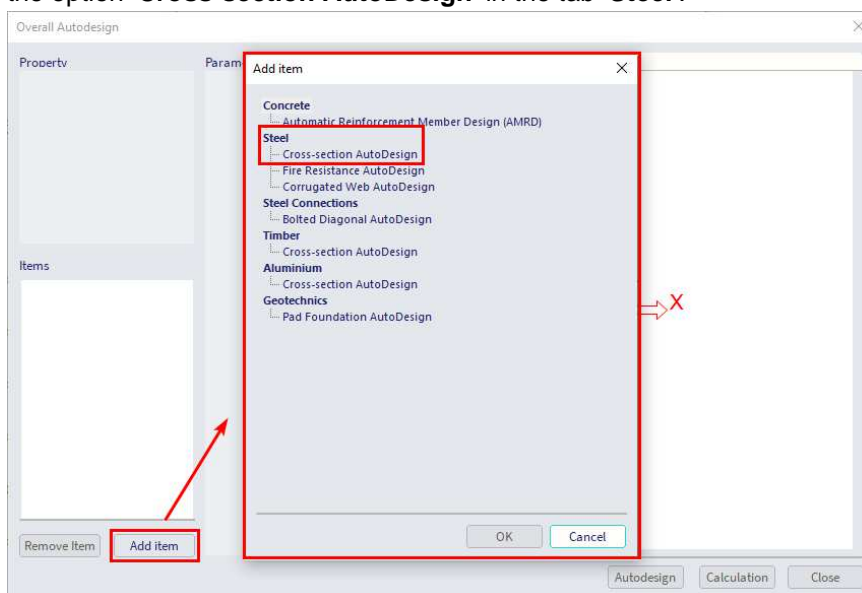 the option 'Cross-section AutoDesign' in the tab 'Steel'.
Overall Autodesign
Property
Param
Add item
Concrete
Automatic Reinforcement Member Design (AMRD)
Steel
Cross-section AutoDesign
Fire Resistance AutoDesign
Corrugated Web AutoDesign
Steel Connections
Bolted Diagonal AutoDesign
Timber
Cross-section AutoDesign
Aluminium
Cross-section AutoDesign
Geotechnics
Pad Foundation AutoDesign
Items
X
OK Cancel
Remove Item Add item
Autodesign Calculation Close